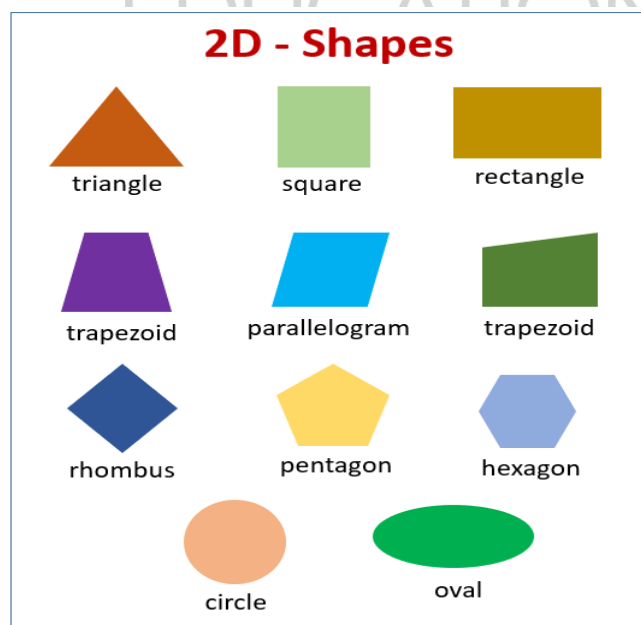 2D - Shapes
triangle
square
rectangle
trapezoid
parallelogram
trapezoid
rhombus
pentagon
hexagon
circle
oval